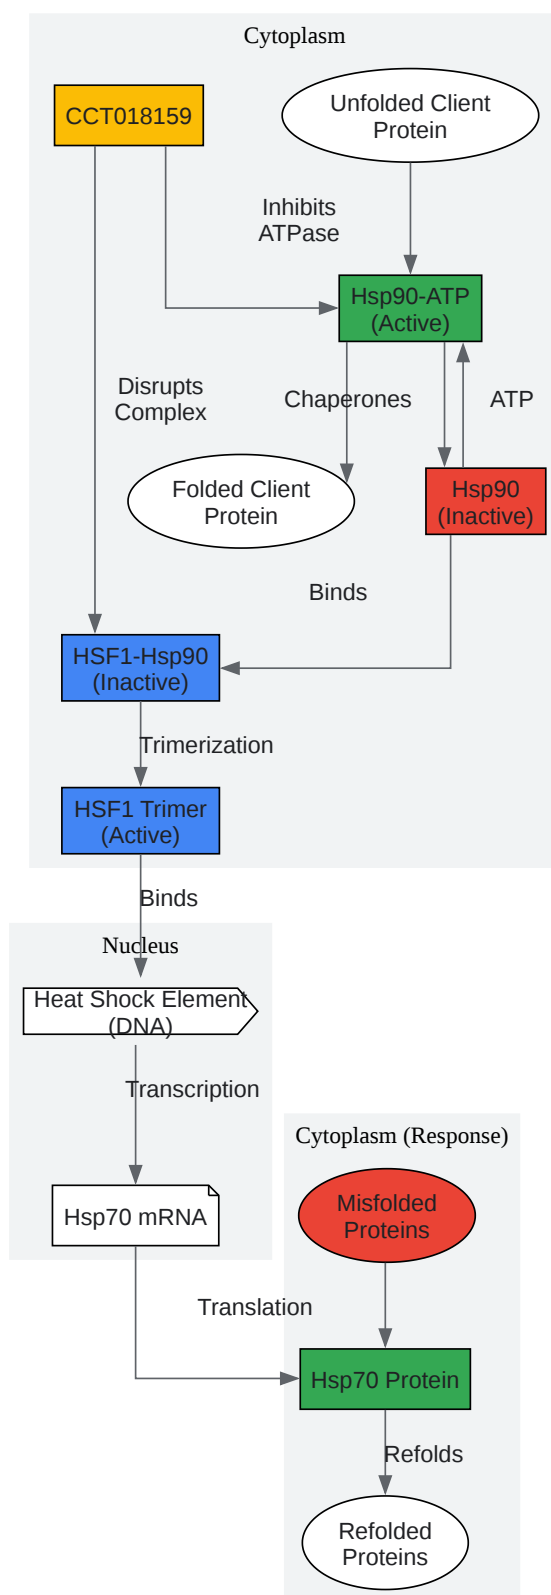 Cytoplasm
CCT018159
Unfolded Client
Protein
Inhibits
ATPase
Hsp90-ATP
(Active)
Disrupts
Complex
Chaperones
ATP
Folded Client
Protein
Hsp90
(Inactive)
Binds
HSF1-Hsp90
(Inactive)
Trimerization
HSF1 Trimer
(Active)
Binds
Nucleus
Heat Shock Element
(DNA)
Transcription
Cytoplasm (Response)
Hsp70 mRNA
Misfolded
Proteins
Translation
Hsp70 Protein
Refolds
Refolded
Proteins